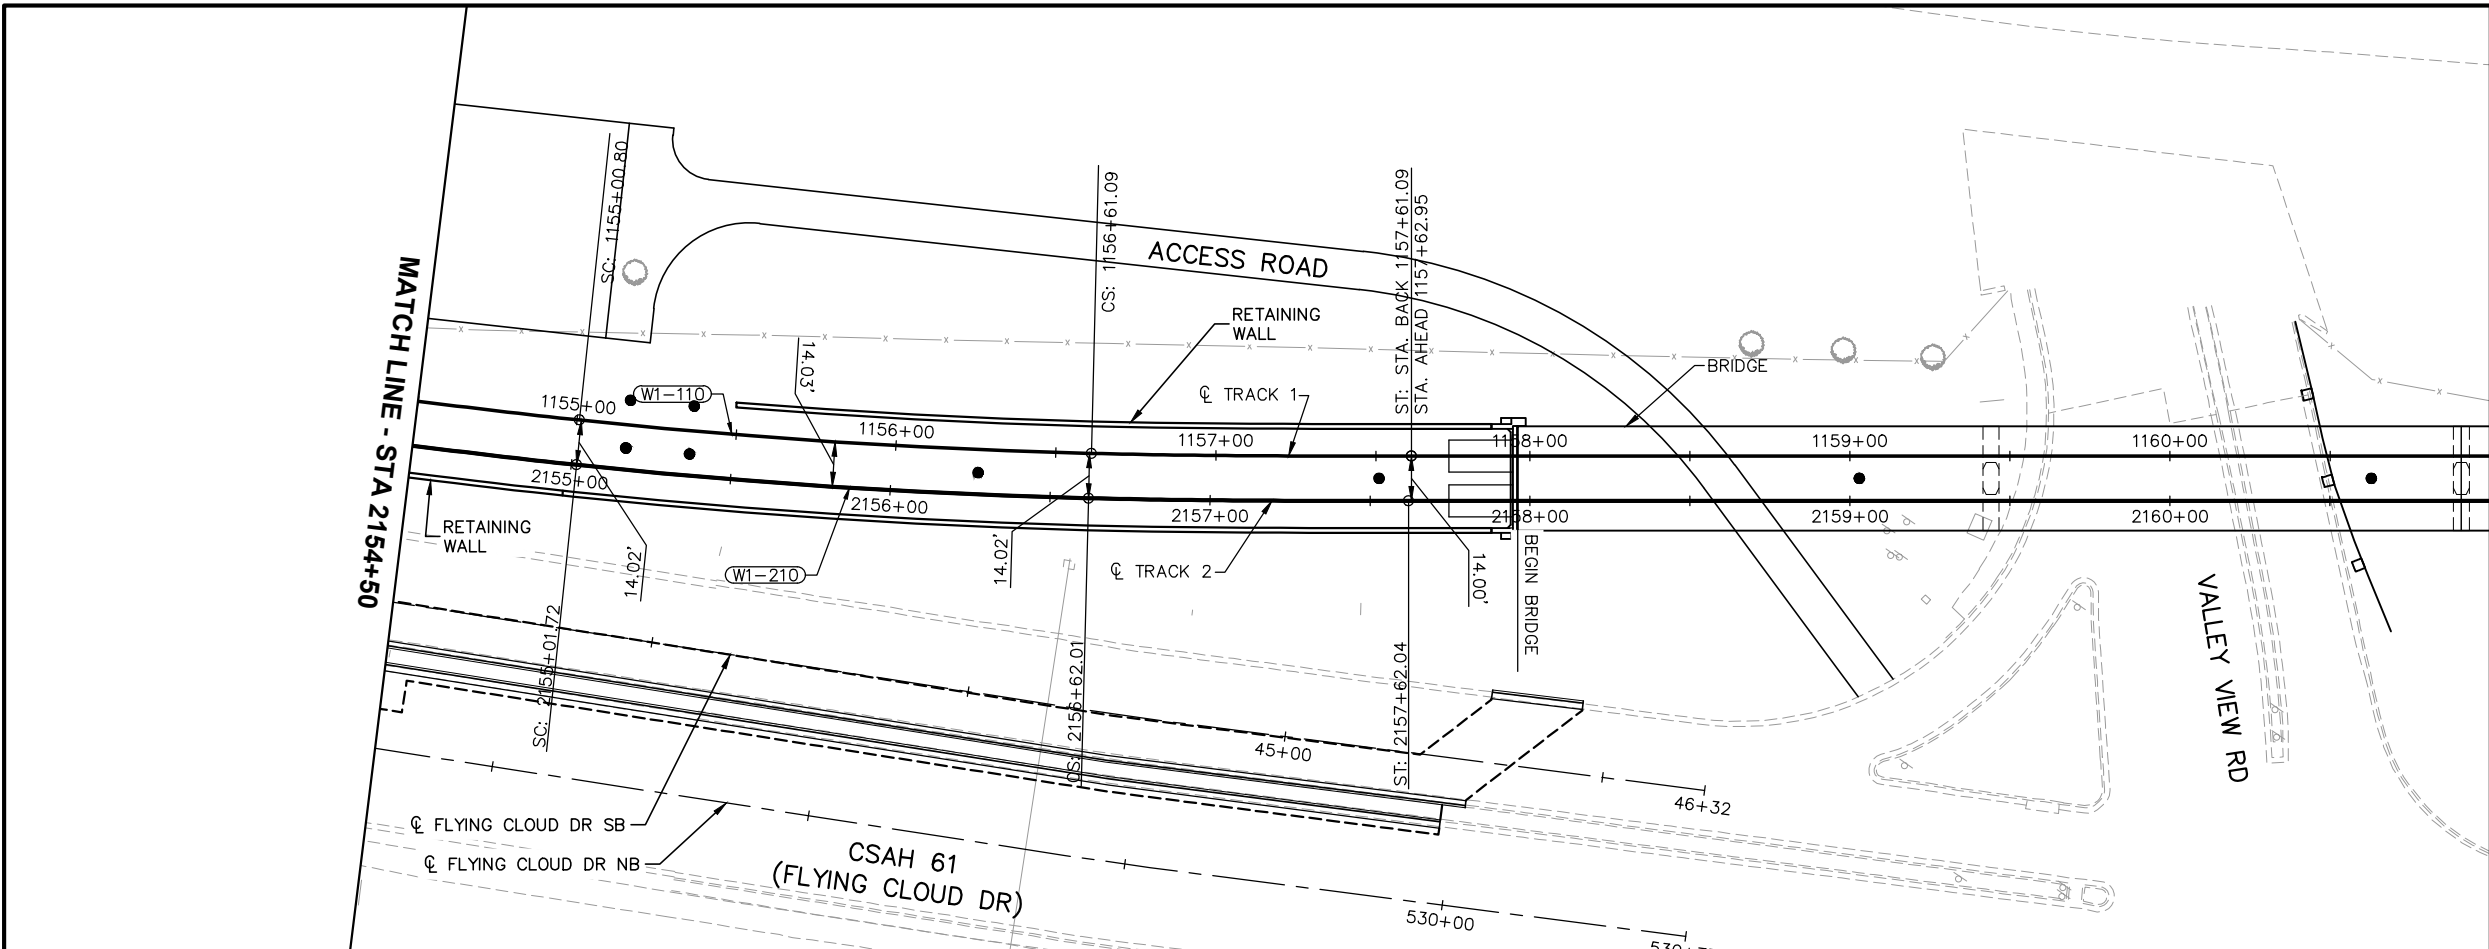 MATCH LINE - STA 2154+50
SC: 1155+00.80
CS: 1156+61.09
ST: STA. BACK 1157+61.09
STA. AHEAD 1157+62.95
ACCESS ROAD
RETAINING
WALL
14.03'
BRIDGE
℄ TRACK 1
W1-110
1155+00
1156+00
1157+00
1158+00
1159+00
1160+00
2155+00
2156+00
2157+00
2158+00
2159+00
2160+00
RETAINING
WALL
W1-210
14.02'
14.02'
℄ TRACK 2
14.00'
BEGIN BRIDGE
VALLEY VIEW RD
SC: 2155+01.72
CS: 2156+62.01
ST: 2157+62.04
45+00
46+32
℄ FLYING CLOUD DR SB
℄ FLYING CLOUD DR NB
CSAH 61
(FLYING CLOUD DR)
530+00